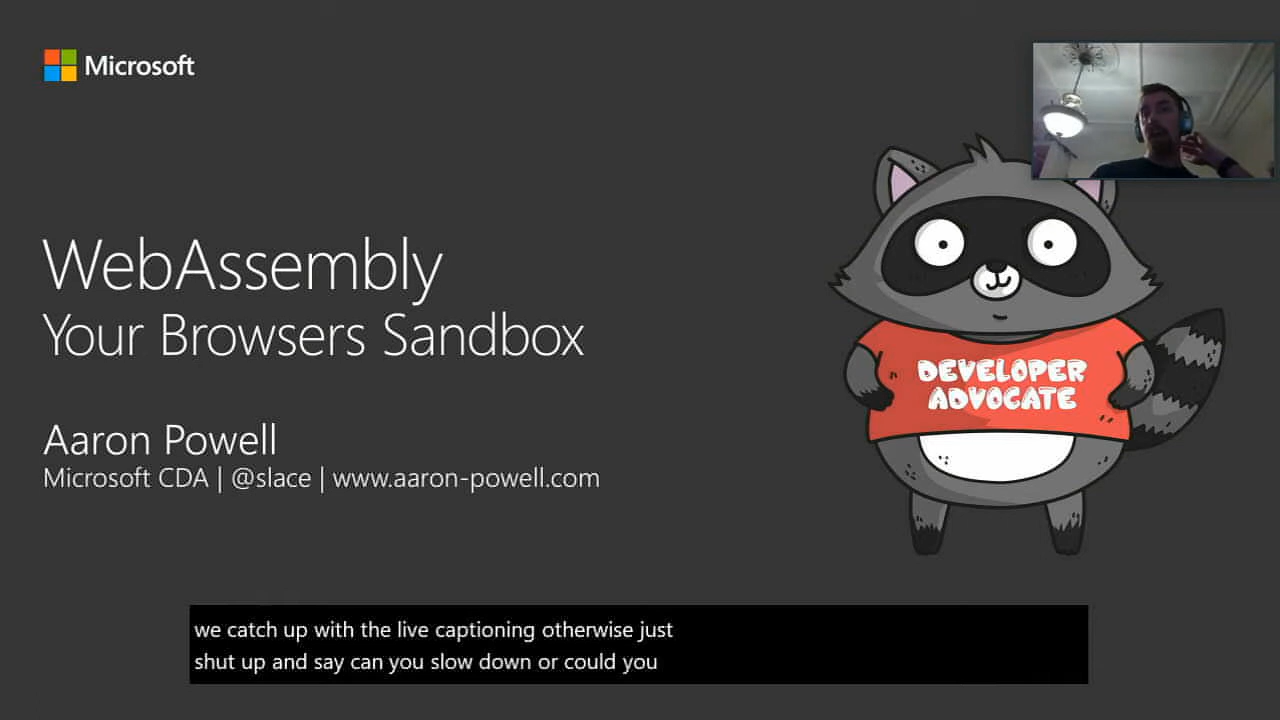 Microsoft
WebAssembly
Your Browsers Sandbox
Aaron Powell
Microsoft CDA | @slace | www.aaron-powell.com
DEVELOPER
ADVOCATE
we catch up with the live captioning otherwise just
shut up and say can you slow down or could you